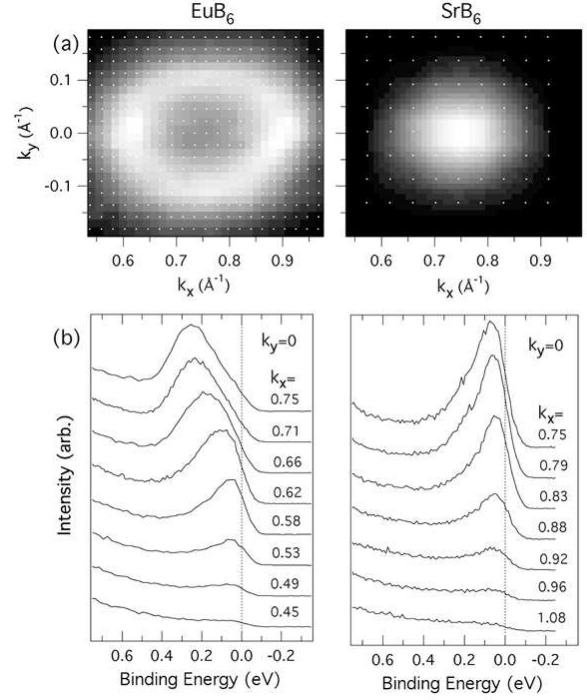 EuB6 SrB6
(a)
0.1
0.0
-0.1
ky (Å-1)
0.6 0.7 0.8 0.9 0.6 0.7 0.8 0.9
kx (Å-1) kx (Å-1)
(b)
ky=0
kx=
0.75
0.71
0.66
0.62
0.58
0.53
0.49
0.45
ky=0
kx=
0.75
0.79
0.83
0.88
0.92
0.96
1.08
Intensity (arb.)
0.6 0.4 0.2 0.0 -0.2 0.6 0.4 0.2 0.0 -0.2
Binding Energy (eV) Binding Energy (eV)